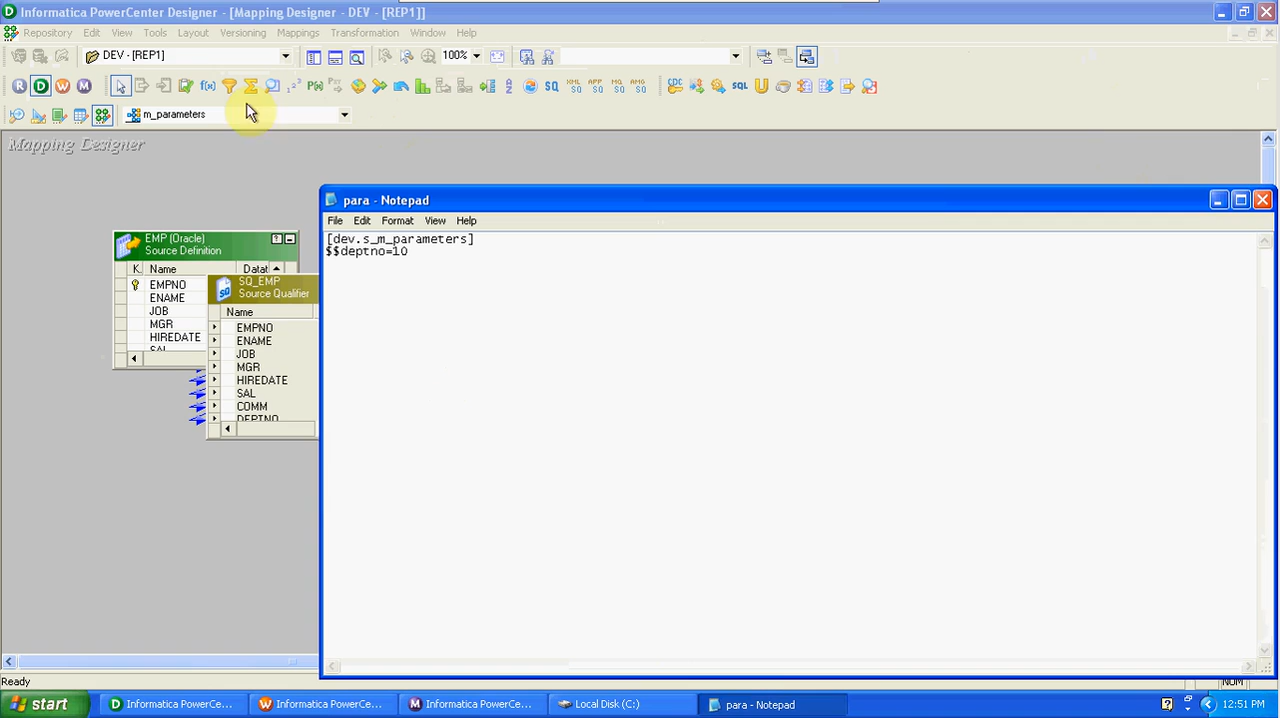 Informatica PowerCenter Designer - [Mapping Designer - DEV - [REP1]]
Repository Edit View Tools Layout Versioning Mappings Transformation Window Help
DEV - [REP1] 100%
m_parameters
Mapping Designer
para - Notepad
File Edit Format View Help
[dev.s_m_parameters]
$$deptno=10
EMP (Oracle)
Source Definition
K. Name Datat
EMPNO
ENAME
JOB
MGR
HIREDATE
SAL
SQ_EMP
Source Qualifier
Name
EMPNO
ENAME
JOB
MGR
HIREDATE
SAL
COMM
DEPTNO
Ready NUM
start Informatica PowerCe... Informatica PowerCe... Informatica PowerCe... Local Disk (C:) para - Notepad 12:51 PM